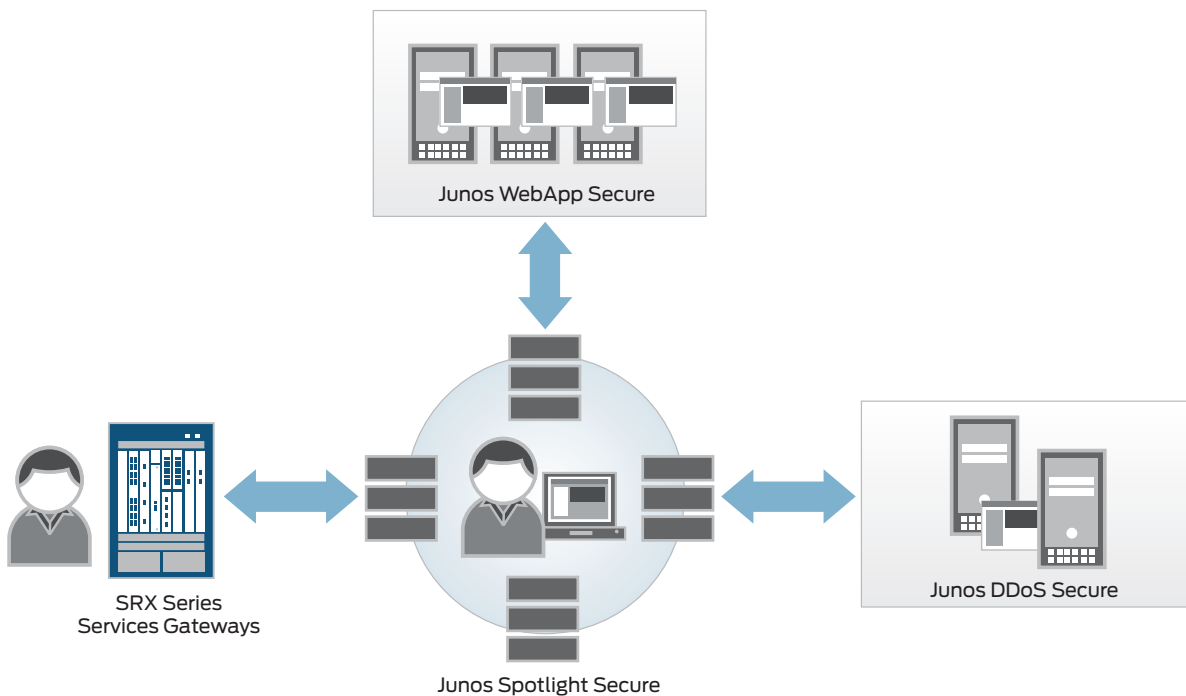 Junos WebApp Secure
SRX Series
Services Gateways
Junos DDoS Secure
Junos Spotlight Secure